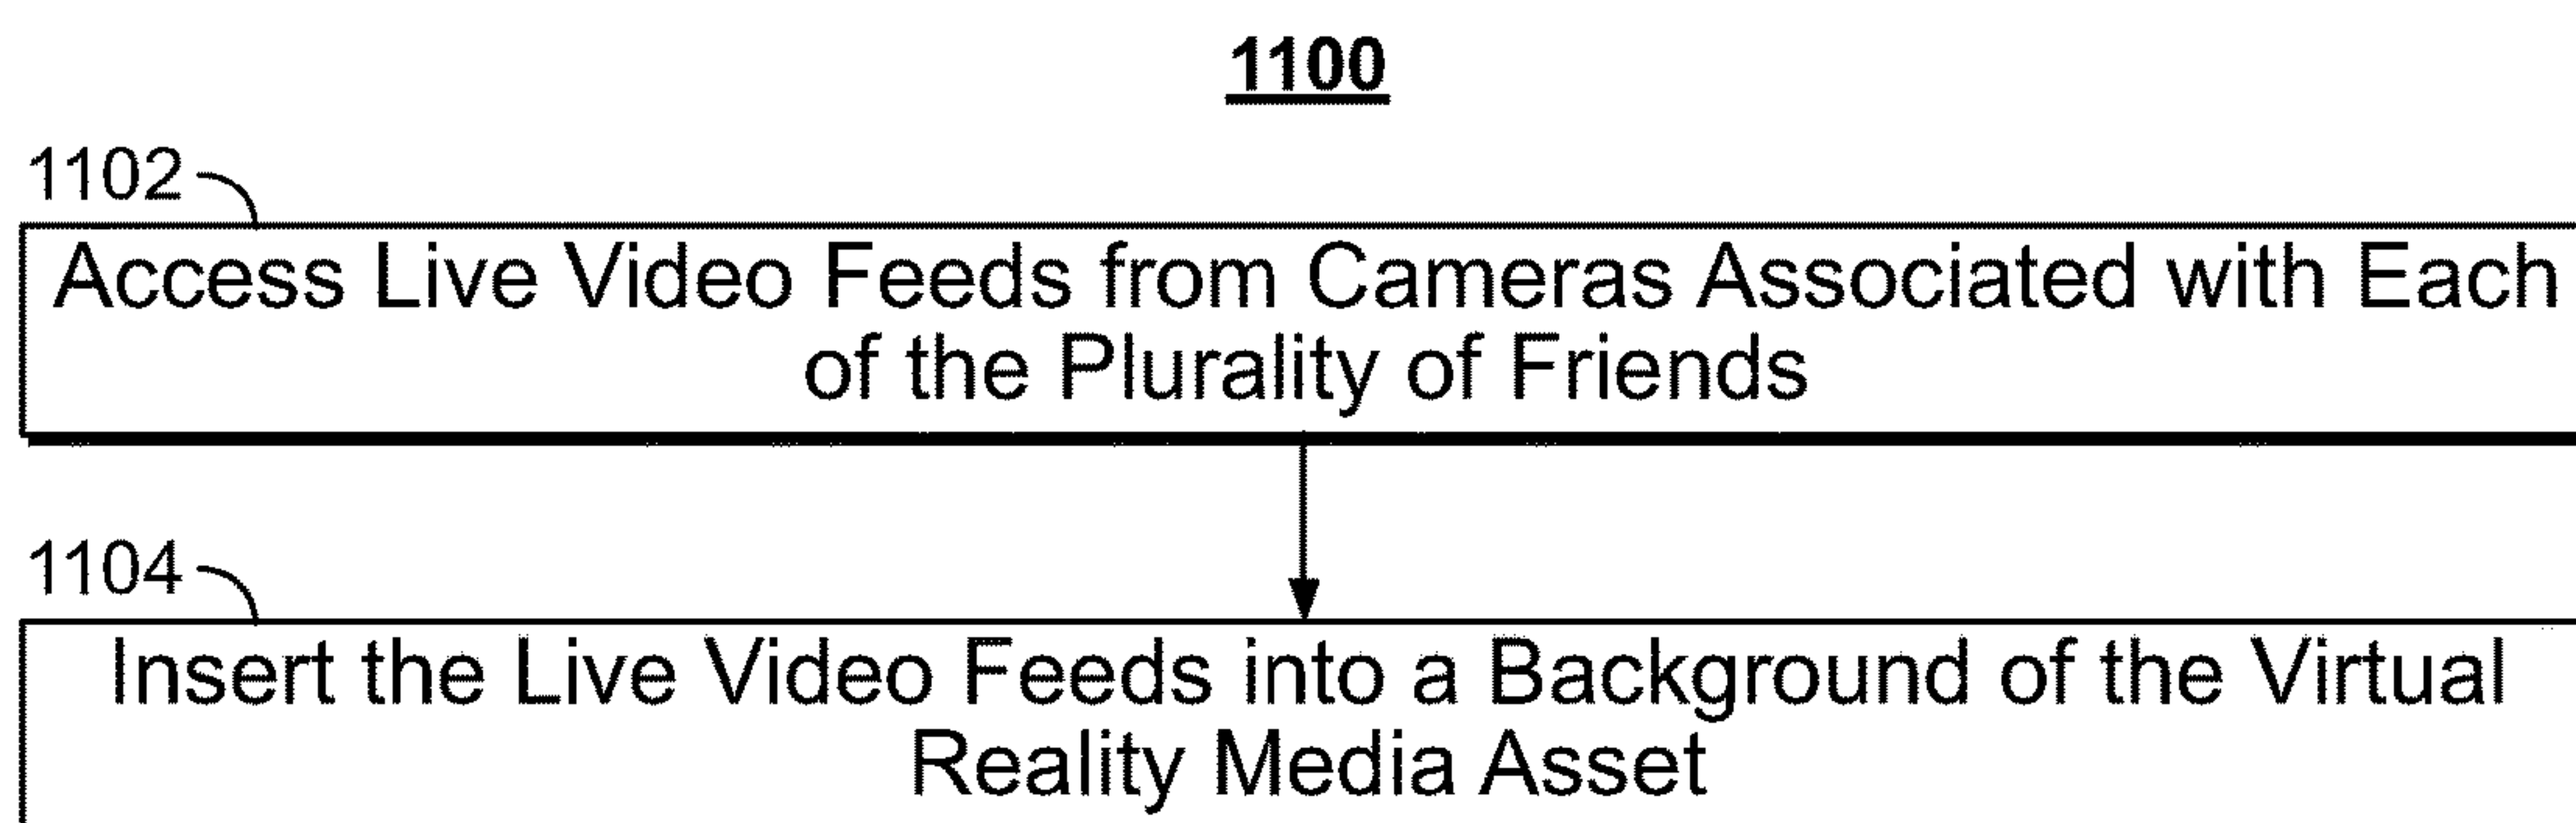 1100
1102
Access Live Video Feeds from Cameras Associated with Each
of the Plurality of Friends
1104
Insert the Live Video Feeds into a Background of the Virtual
Reality Media Asset